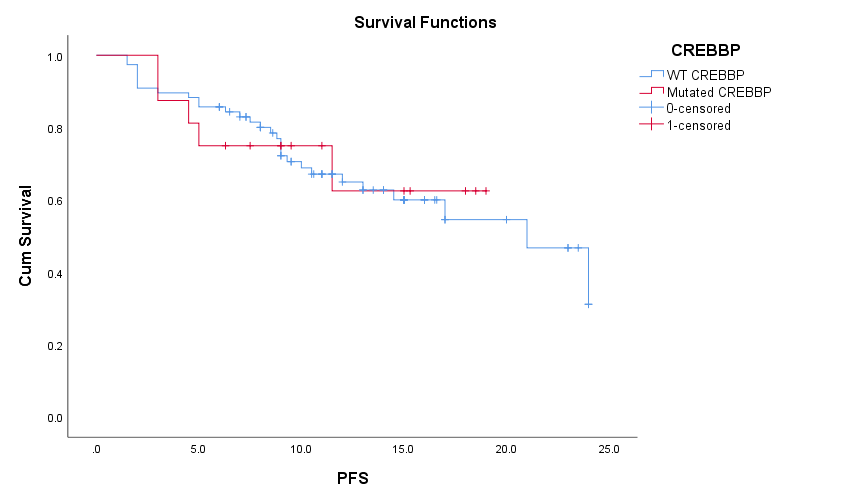 Survival Functions
CREBBP
WT CREBBP
Mutated CREBBP
0-censored
1-censored
1.0
0.8
0.6
0.4
0.2
0.0
Cum Survival
.0 5.0 10.0 15.0 20.0 25.0
PFS